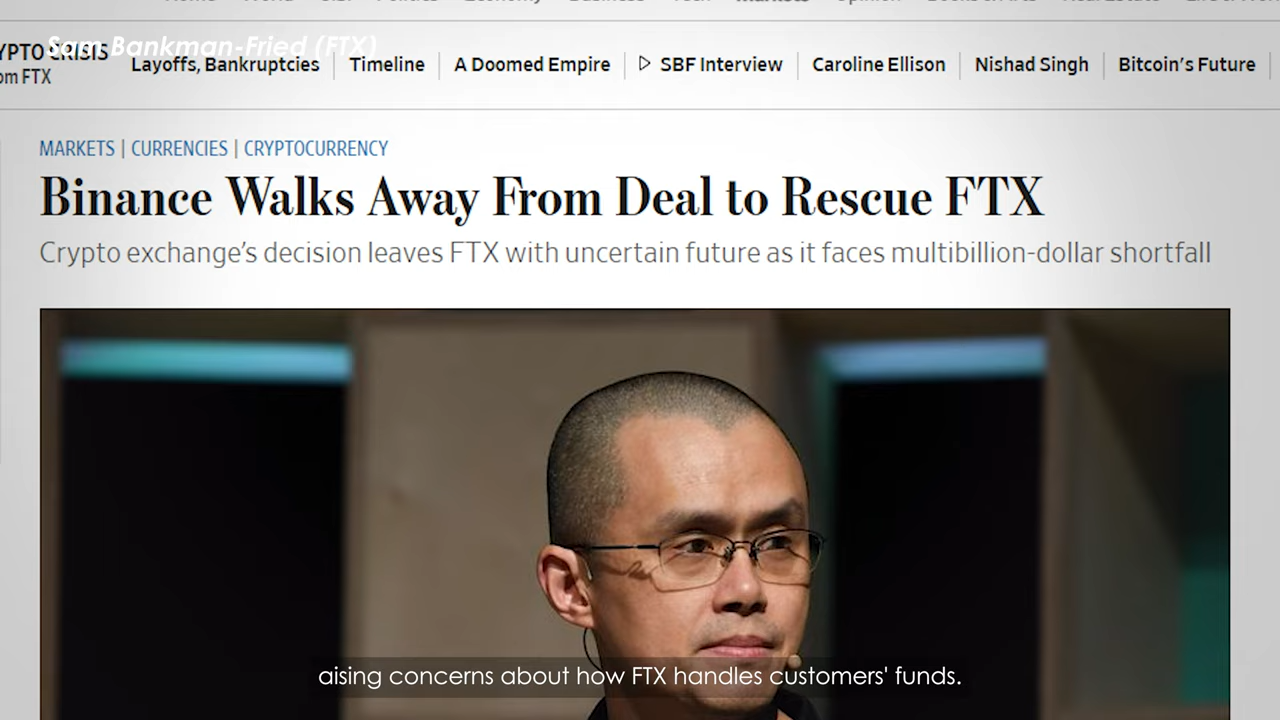 Sam Bankman-Fried (FTX)
YPTO CRISIS
om FTX
Layoffs, Bankruptcies
Timeline
A Doomed Empire
SBF Interview
Caroline Ellison
Nishad Singh
Bitcoin's Future
MARKETS | CURRENCIES | CRYPTOCURRENCY
Binance Walks Away From Deal to Rescue FTX
Crypto exchange's decision leaves FTX with uncertain future as it faces multibillion-dollar shortfall
aising concerns about how FTX handles customers' funds.